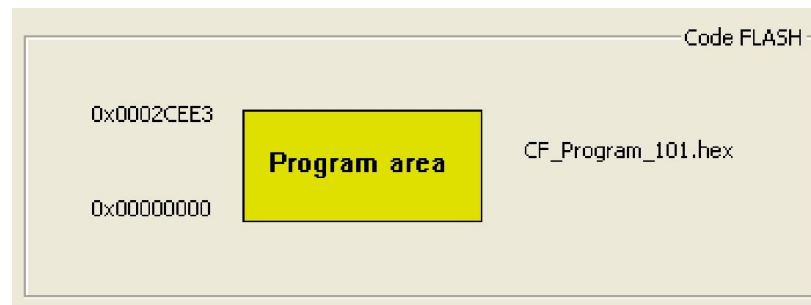 Code FLASH
0x0002CEE3
Program area
CF_Program_101.hex
0x00000000